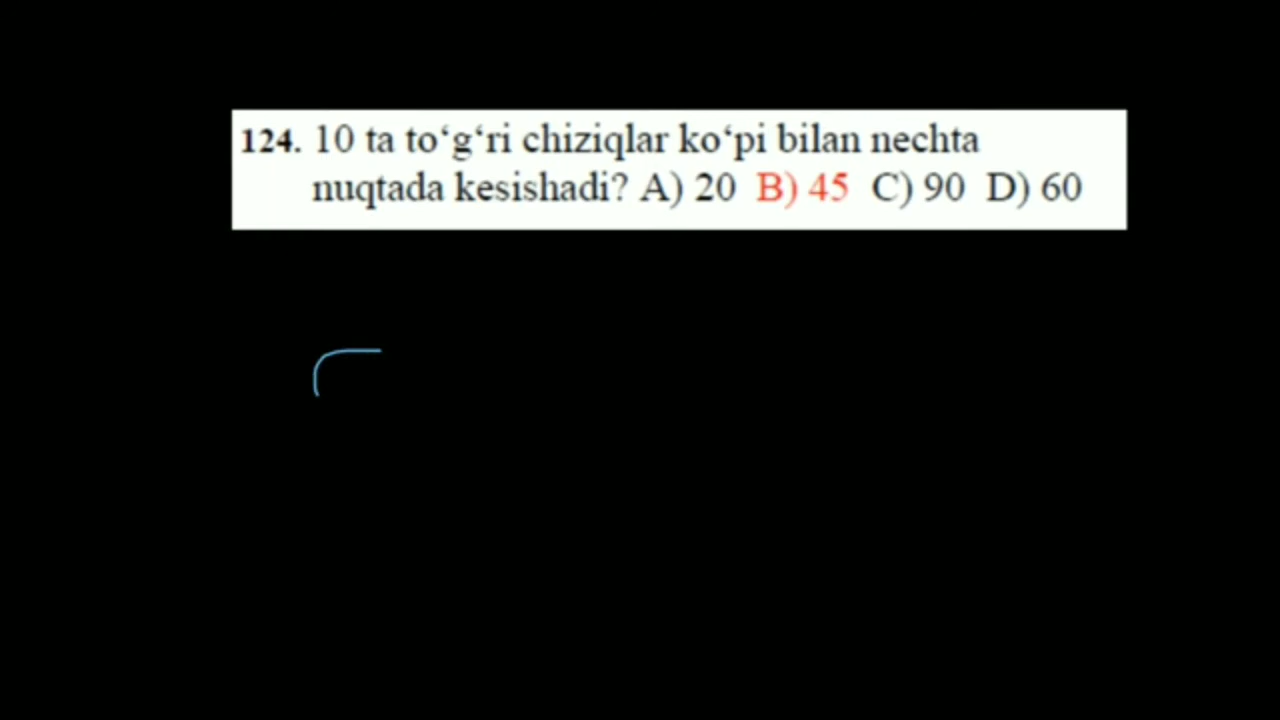 124. 10 ta to‘g‘ri chiziqlar ko‘pi bilan nechta
nuqtada kesishadi? A) 20 B) 45 C) 90 D) 60